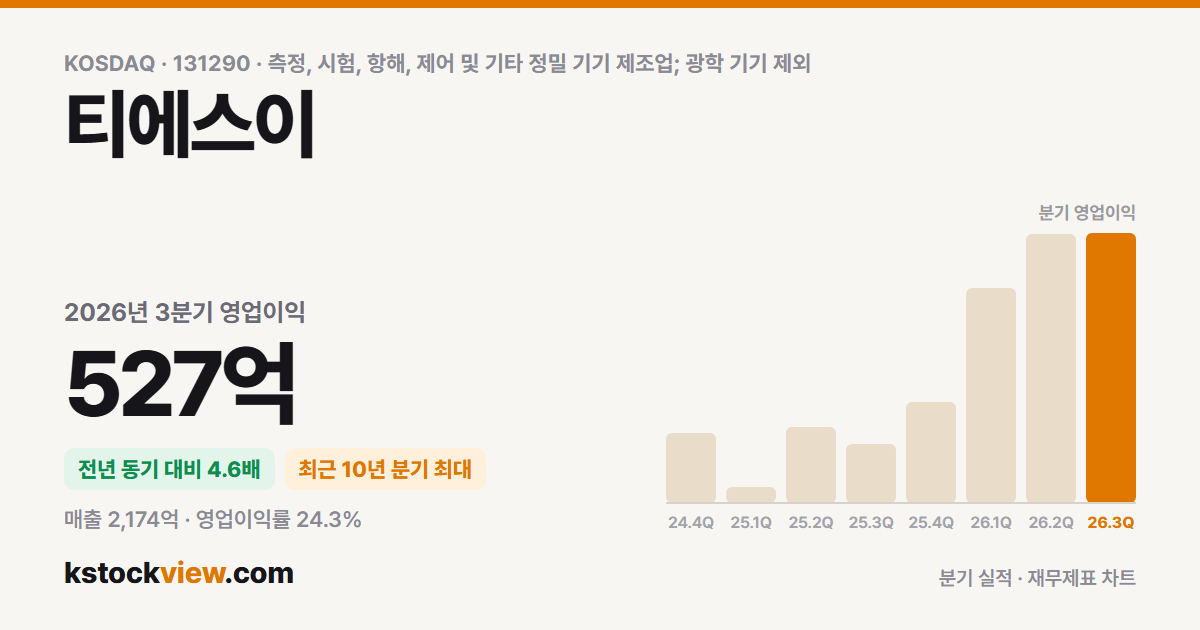 KOSDAQ · 131290 · 측정, 시험, 항해, 제어 및 기타 정밀 기기 제조업; 광학 기기 제외
티에스이
분기 영업이익
2026년 3분기 영업이익
527억
전년 동기 대비 4.6배
최근 10년 분기 최대
매출 2,174억 · 영업이익률 24.3%
24.4Q 25.1Q 25.2Q 25.3Q 25.4Q 26.1Q 26.2Q 26.3Q
kstockview.com
분기 실적 · 재무제표 차트